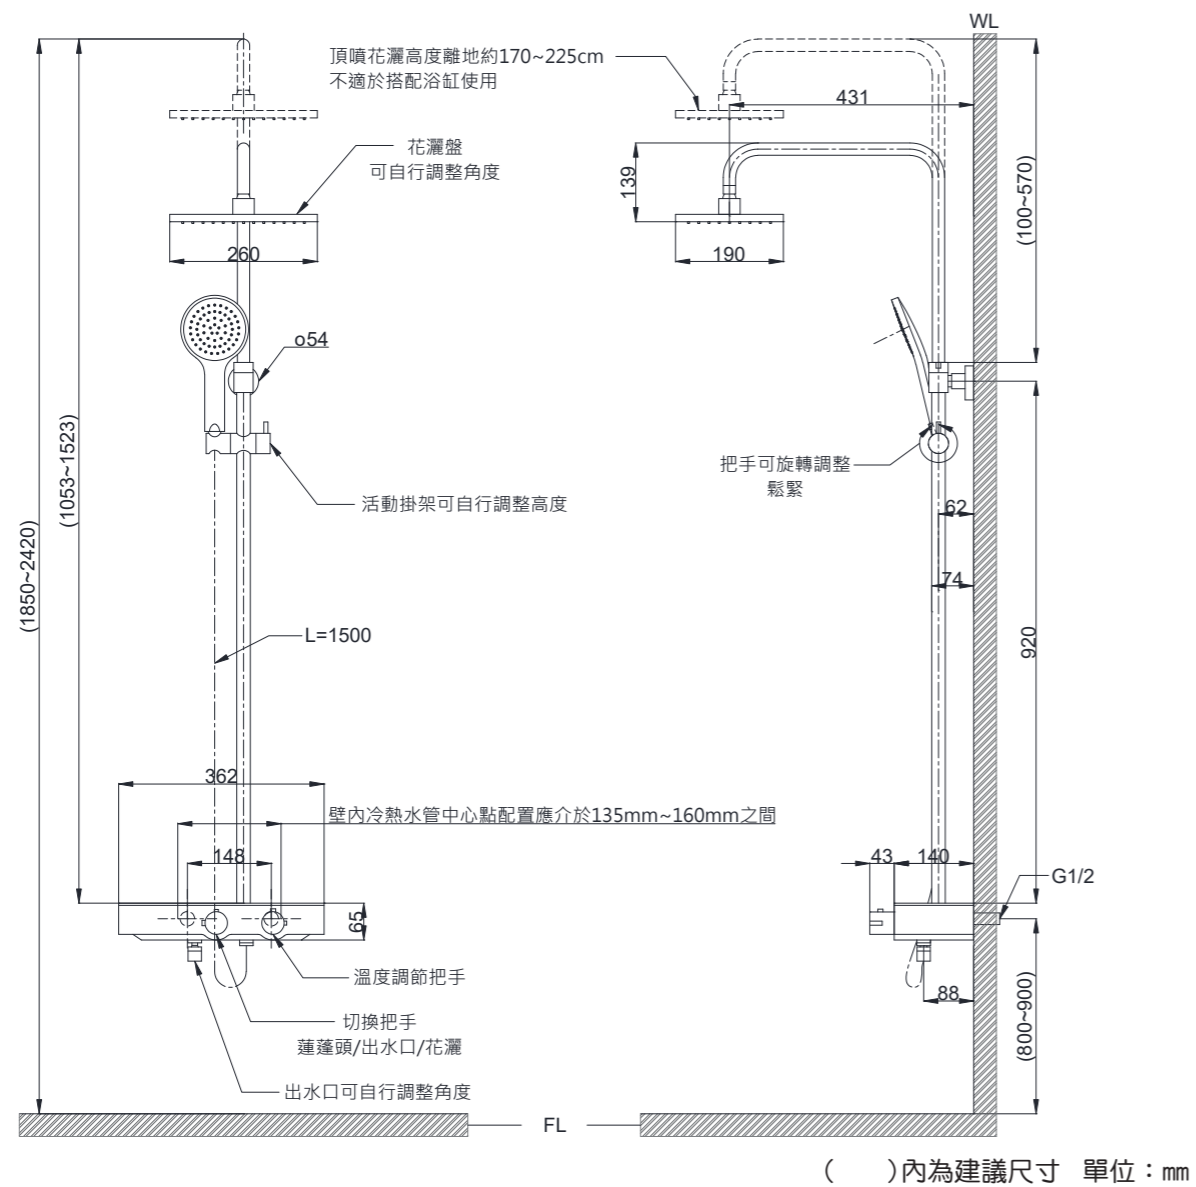 WL
頂噴花灑高度離地約170~225cm
不適於搭配浴缸使用
431
花灑盤
可自行調整角度
139
(100~570)
260
190
o54
(1053~1523)
把手可旋轉調整
鬆緊
活動掛架可自行調整高度
62
(1850~2420)
74
L=1500
920
362
壁內冷熱水管中心點配置應介於135mm~160mm之間
148
43
140
G1/2
65
溫度調節把手
88
(800~900)
切換把手
蓮蓬頭/出水口/花灑
出水口可自行調整角度
FL
(　　)內為建議尺寸　單位：mm